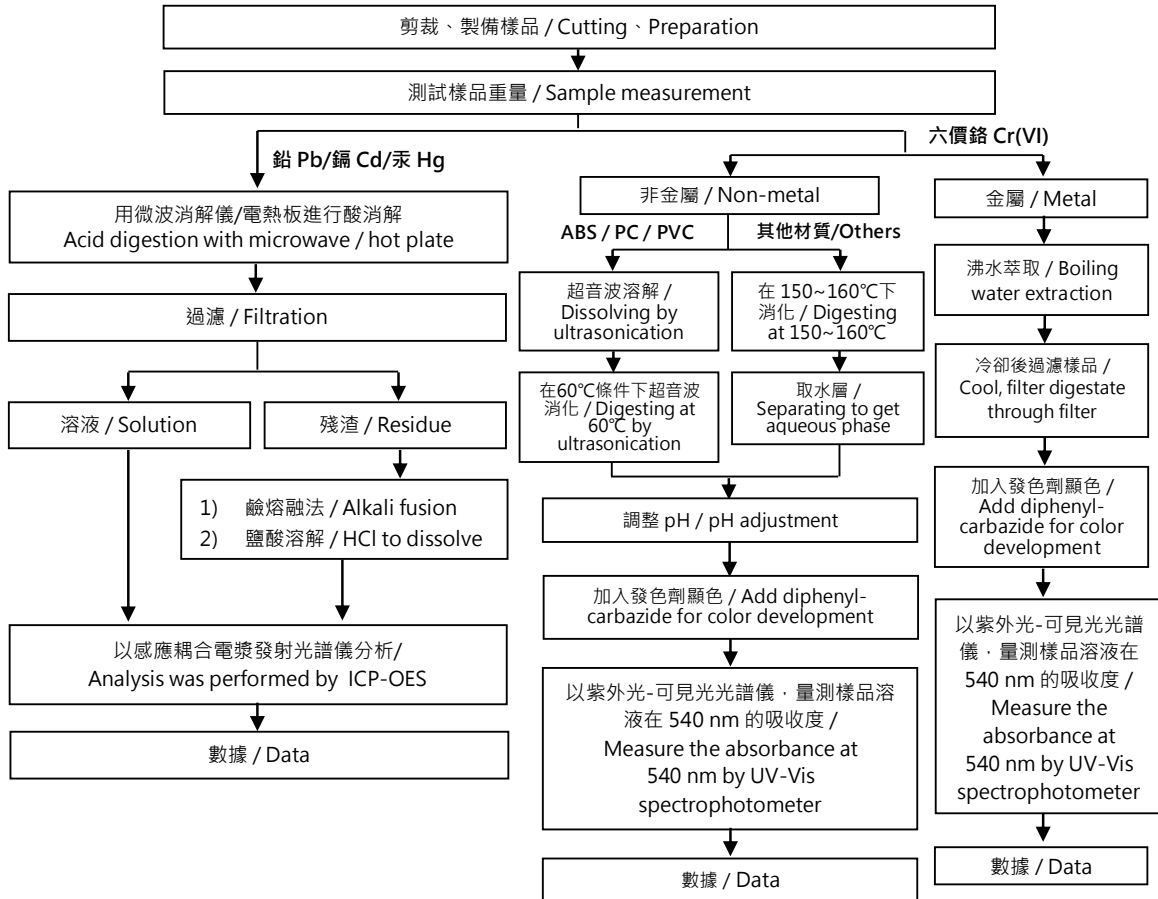 剪裁、製備樣品 / Cutting、Preparation
測試樣品重量 / Sample measurement
鉛 Pb/鎘 Cd/汞 Hg
用微波消解儀/電熱板進行酸消解
Acid digestion with microwave / hot plate
過濾 / Filtration
溶液 / Solution
殘渣 / Residue
1) 鹼熔融法 / Alkali fusion
2) 鹽酸溶解 / HCl to dissolve
以感應耦合電漿發射光譜儀分析/
Analysis was performed by ICP-OES
數據 / Data
六價鉻 Cr(VI)
非金屬 / Non-metal
ABS / PC / PVC
超音波溶解 /
Dissolving by
ultrasonication
在60℃條件下超音波
消化 / Digesting at
60℃ by
ultrasonication
其他材質/Others
在 150~160℃下
消化 / Digesting
at 150~160℃
取水層 /
Separating to get
aqueous phase
調整 pH / pH adjustment
加入發色劑顯色 / Add diphenyl-
carbazide for color development
以紫外光-可見光光譜儀，量測樣品溶
液在 540 nm 的吸收度 /
Measure the absorbance at
540 nm by UV-Vis
spectrophotometer
數據 / Data
金屬 / Metal
沸水萃取 / Boiling
water extraction
冷卻後過濾樣品 /
Cool, filter digestate
through filter
加入發色劑顯色 /
Add diphenyl-
carbazide for color
development
以紫外光-可見光光譜
儀，量測樣品溶液在
540 nm 的吸收度 /
Measure the
absorbance at
540 nm by UV-Vis
spectrophotometer
數據 / Data